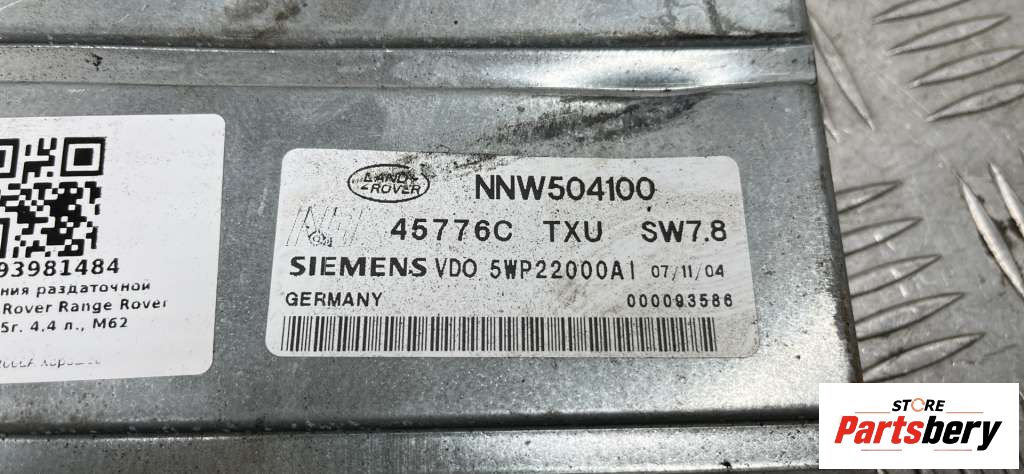 LAND
ROVER
NNW504100
45776C TXU SW7.8
SIEMENS VDO 5WP22000AI 07/11/04
GERMANY 000093586
93981484
ния раздаточной
Rover Range Rover
5г. 4.4 л., M62
STORE
Partsbery